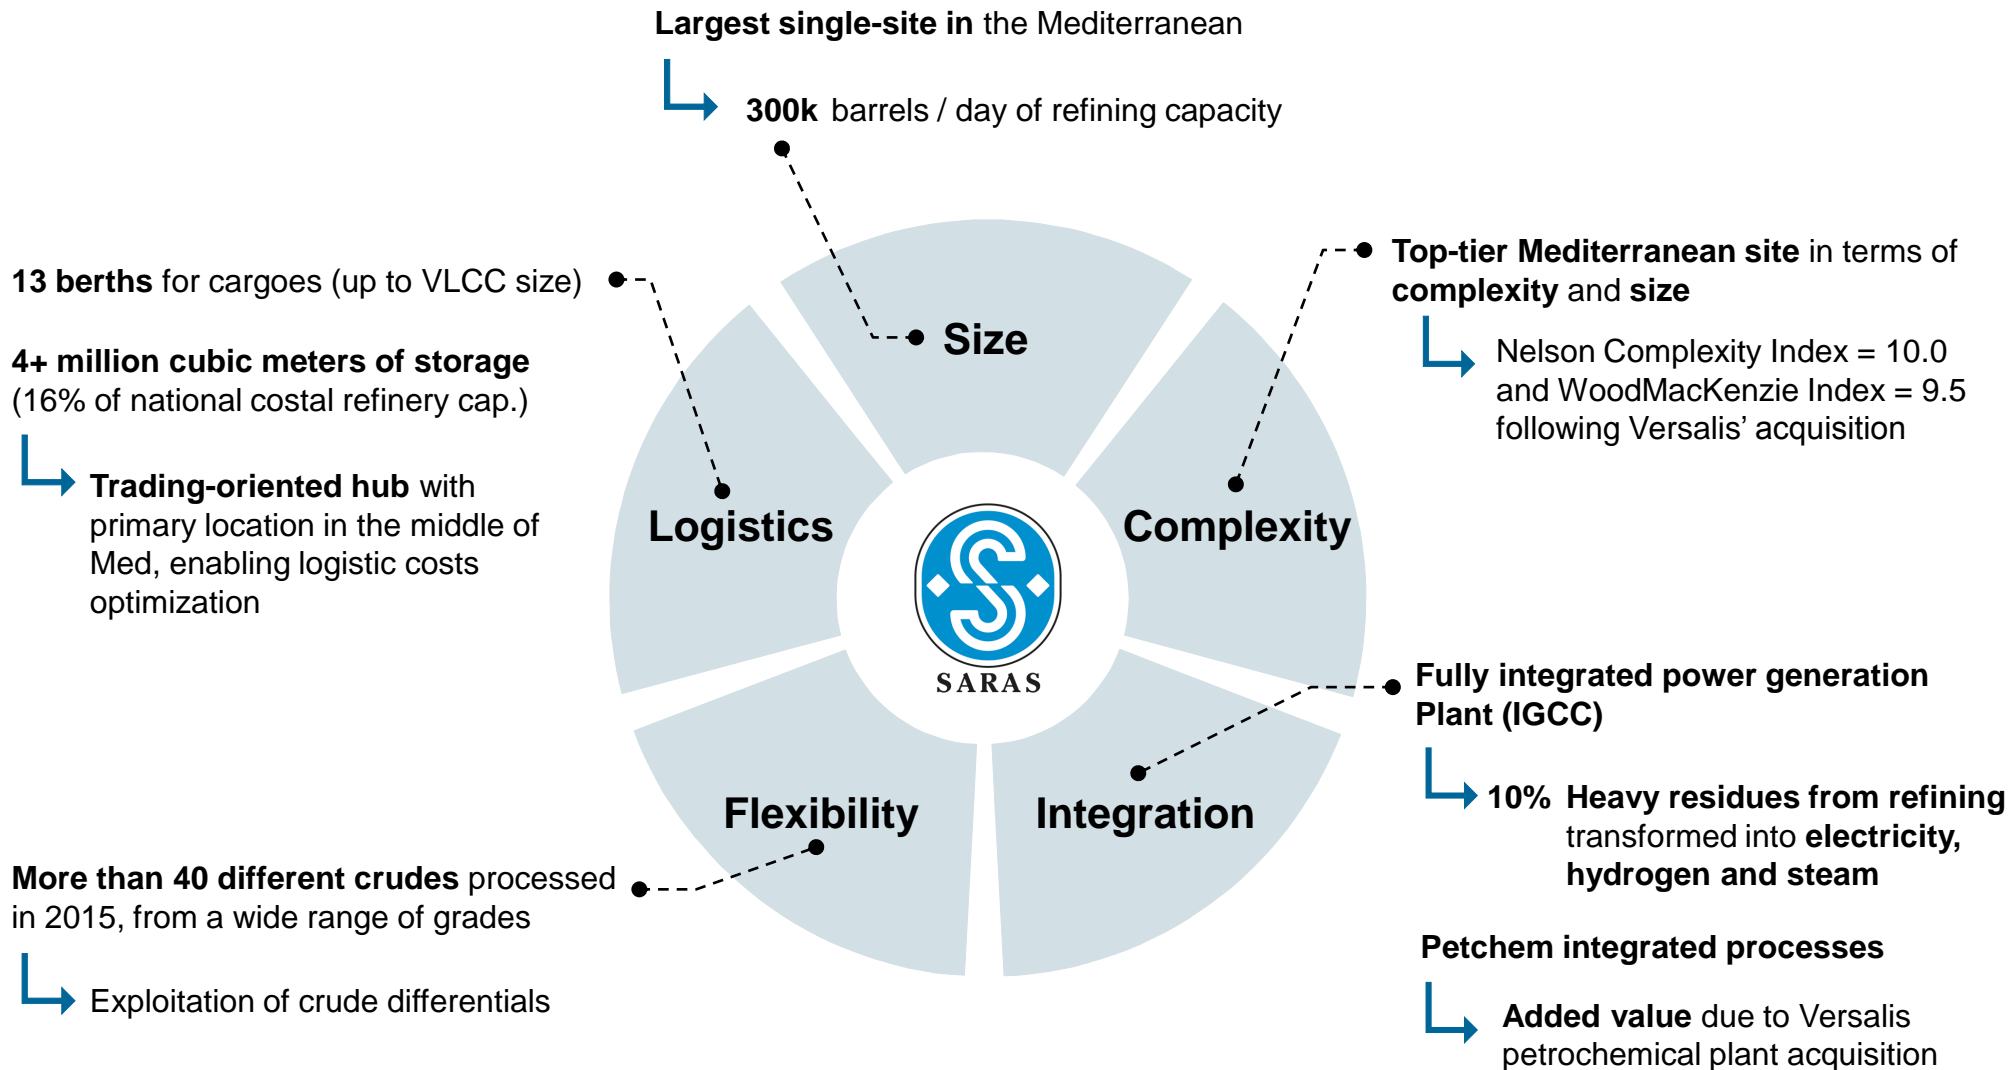 Largest single-site in the Mediterranean
300k barrels / day of refining capacity
Size
Top-tier Mediterranean site in terms of
complexity and size
Nelson Complexity Index = 10.0
and WoodMacKenzie Index = 9.5
following Versalis' acquisition
Complexity
13 berths for cargoes (up to VLCC size)
4+ million cubic meters of storage
(16% of national costal refinery cap.)
Trading-oriented hub with
primary location in the middle of
Med, enabling logistic costs
optimization
Logistics
SARAS
Fully integrated power generation
Plant (IGCC)
10% Heavy residues from refining
transformed into electricity,
hydrogen and steam
Petchem integrated processes
Added value due to Versalis
petrochemical plant acquisition
Integration
Flexibility
More than 40 different crudes processed
in 2015, from a wide range of grades
Exploitation of crude differentials